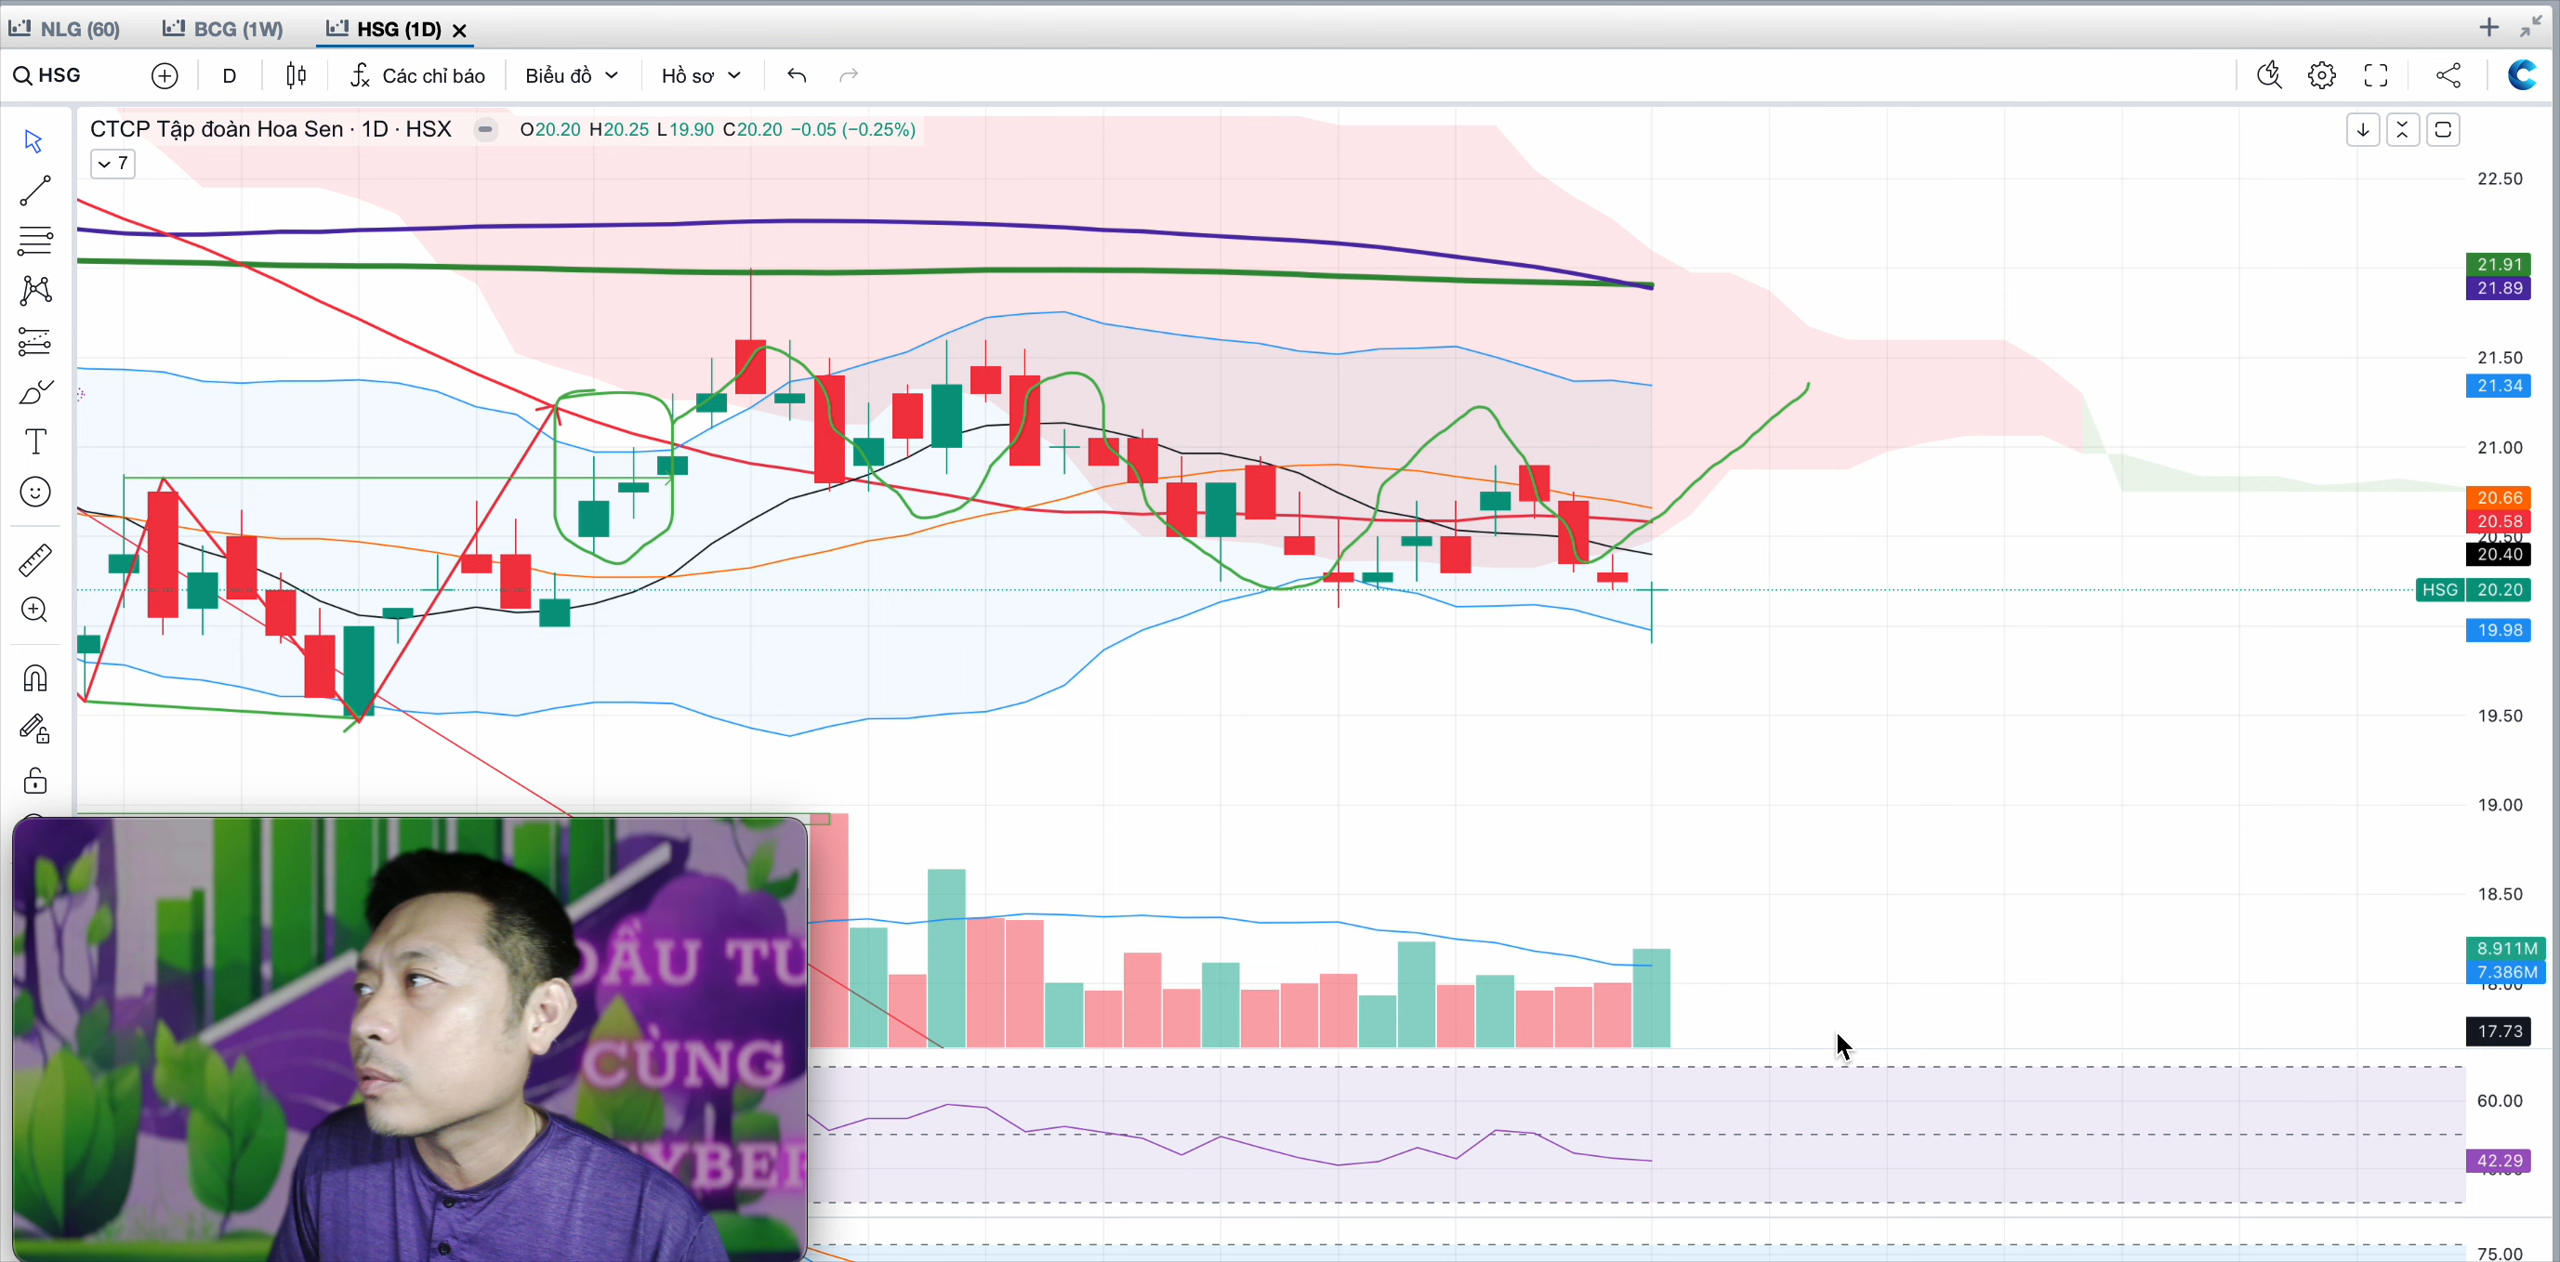 NLG (60) BCG (1W) HSG (1D)
HSG D Các chỉ báo Biểu đồ Hồ sơ
CTCP Tập đoàn Hoa Sen · 1D · HSX O20.20 H20.25 L19.90 C20.20 −0.05 (−0.25%)
7
22.50
21.91
21.89
21.50
21.34
21.00
20.66
20.58
20.50
20.40
HSG 20.20
19.98
19.50
19.00
18.50
8.911M
7.386M
18.00
17.73
60.00
42.29
75.00
ĐẦU TƯ
CÙNG